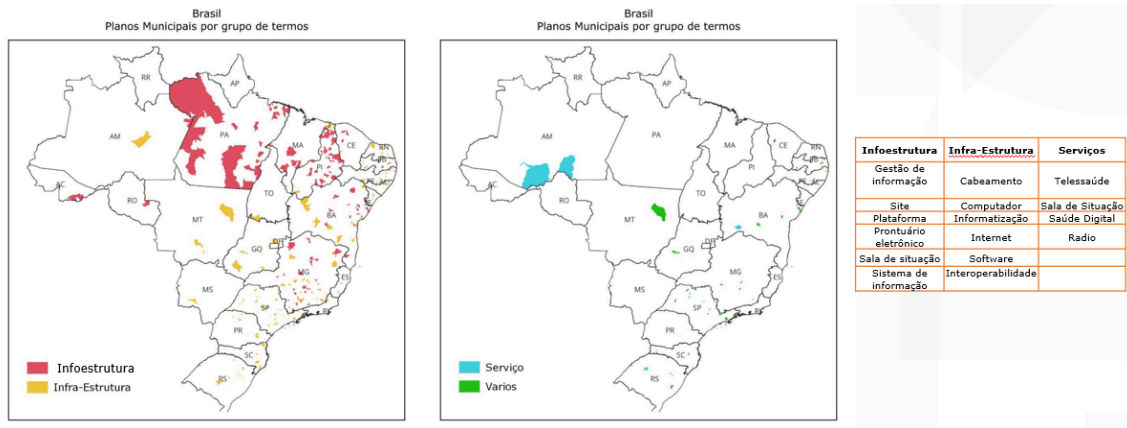 Brasil
Planos Municipais por grupo de termos
RR
AP
AM
PA
MA
CE
RN
PB
PI
PE
AL
SE
AC
RO
TO
BA
MT
GO
DF
MG
ES
MS
SP
RJ
PR
SC
RS
Infoestrutura
Infra-Estrutura
Brasil
Planos Municipais por grupo de termos
RR
AP
AM
PA
MA
CE
RN
PB
PI
PE
AL
SE
AC
RO
TO
BA
MT
GO
DF
MG
ES
MS
SP
PR
SC
RS
Serviço
Varios
Infoestrutura Infra-Estrutura Serviços
Gestão de
informação Cabeamento Telessaúde
Site Computador Sala de Situação
Plataforma Informatização Saúde Digital
Prontuário
eletrônico Internet Radio
Sala de situação Software
Sistema de Interoperabilidade
informação